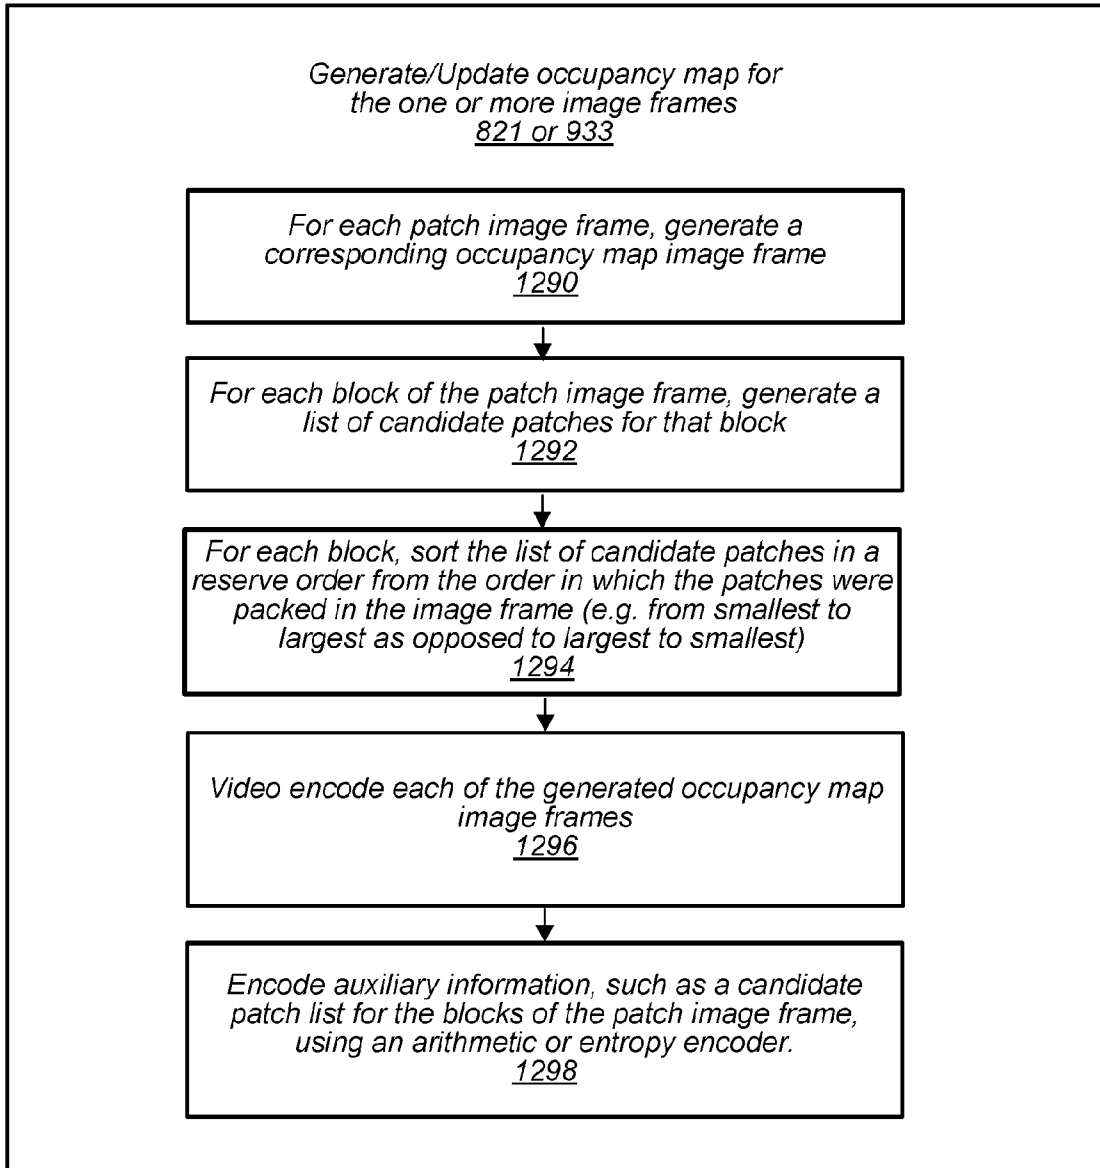 Generate/Update occupancy map for
the one or more image frames
821 or 933
For each patch image frame, generate a
corresponding occupancy map image frame
1290
For each block of the patch image frame, generate a
list of candidate patches for that block
1292
For each block, sort the list of candidate patches in a
reserve order from the order in which the patches were
packed in the image frame (e.g. from smallest to
largest as opposed to largest to smallest)
1294
Video encode each of the generated occupancy map
image frames
1296
Encode auxiliary information, such as a candidate
patch list for the blocks of the patch image frame,
using an arithmetic or entropy encoder.
1298